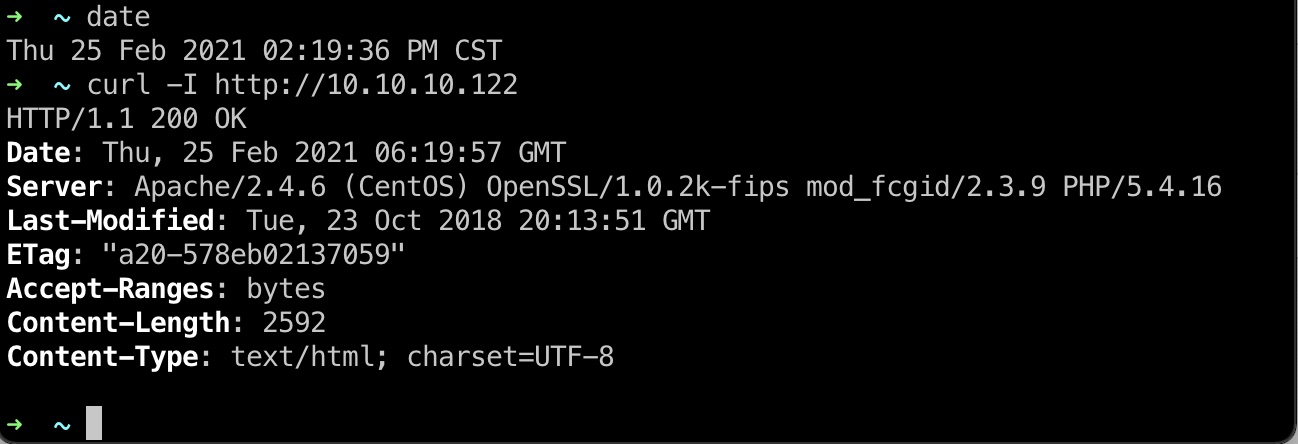 ➜ ~ date
Thu 25 Feb 2021 02:19:36 PM CST
➜ ~ curl -I http://10.10.10.122
HTTP/1.1 200 OK
Date: Thu, 25 Feb 2021 06:19:57 GMT
Server: Apache/2.4.6 (CentOS) OpenSSL/1.0.2k-fips mod_fcgid/2.3.9 PHP/5.4.16
Last-Modified: Tue, 23 Oct 2018 20:13:51 GMT
ETag: "a20-578eb02137059"
Accept-Ranges: bytes
Content-Length: 2592
Content-Type: text/html; charset=UTF-8
➜ ~